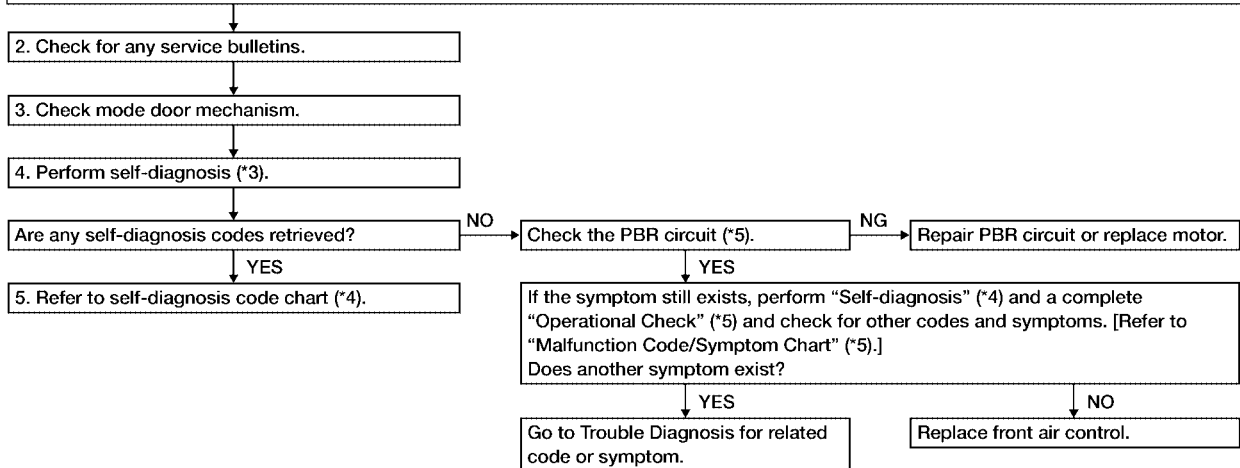 2. Check for any service bulletins.
3. Check mode door mechanism.
4. Perform self-diagnosis (*3).
Are any self-diagnosis codes retrieved?
NO
Check the PBR circuit (*5).
NG
Repair PBR circuit or replace motor.
YES
YES
5. Refer to self-diagnosis code chart (*4).
If the symptom still exists, perform “Self-diagnosis” (*4) and a complete
“Operational Check” (*5) and check for other codes and symptoms. [Refer to
“Malfunction Code/Symptom Chart” (*5).]
Does another symptom exist?
YES
NO
Go to Trouble Diagnosis for related
code or symptom.
Replace front air control.